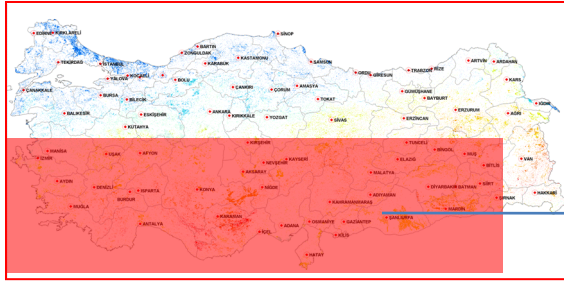 EDİRNE
KIRKLARELİ
TEKİRDAĞ
İSTANBUL
YALOVA
KOCAELİ
ZONGULDAK
BARTIN
KARABÜK
KASTAMONU
SİNOP
BOLU
SAMSUN
ORDU
GİRESUN
TRABZON
RİZE
ARTVİN
ARDAHAN
KARS
ÇANAKKALE
BURSA
BİLECİK
ÇANKIRI
ÇORUM
AMASYA
TOKAT
GÜMÜŞHANE
BAYBURT
IĞDIR
BALIKESİR
ESKİŞEHİR
ANKARA
KIRIKKALE
YOZGAT
SİVAS
ERZİNCAN
ERZURUM
AĞRI
KÜTAHYA
KIRŞEHİR
TUNCELİ
BİNGÖL
MUŞ
MANİSA
İZMİR
UŞAK
AFYON
NEVŞEHİR
KAYSERİ
ELAZIĞ
BİTLİS
VAN
AKSARAY
MALATYA
AYDIN
DENİZLİ
ISPARTA
BURDUR
KONYA
NİĞDE
ADIYAMAN
DİYARBAKIR
BATMAN
SİİRT
ŞIRNAK
HAKKARİ
MUĞLA
ANTALYA
KARAMAN
KAHRAMANMARAŞ
ŞANLIURFA
MARDİN
İÇEL
ADANA
OSMANİYE
GAZİANTEP
KİLİS
HATAY